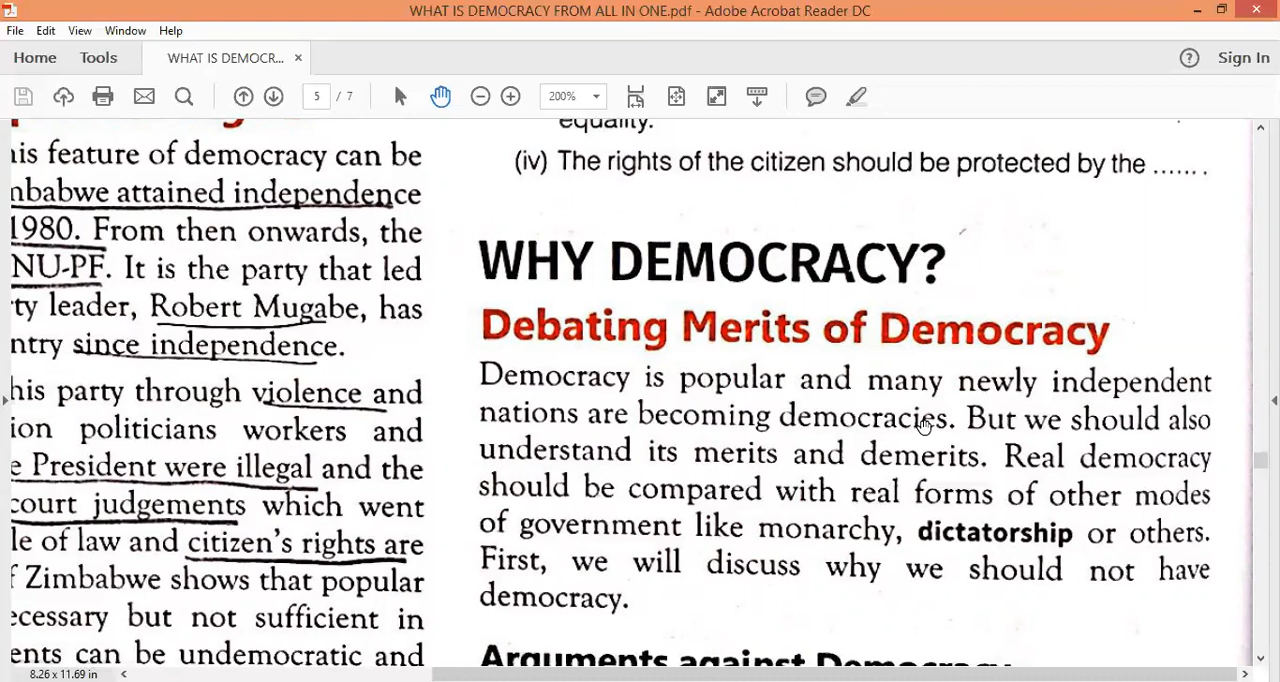 WHAT IS DEMOCRACY FROM ALL IN ONE.pdf - Adobe Acrobat Reader DC
File Edit View Window Help
Home Tools WHAT IS DEMOCR... × Sign In
5 / 7 200%
his feature of democracy can be
mbabwe attained independence
1980. From then onwards, the
NU-PF. It is the party that led
ty leader, Robert Mugabe, has
ntry since independence.
his party through violence and
ion politicians workers and
e President were illegal and the
court judgements which went
le of law and citizen's rights are
f Zimbabwe shows that popular
ecessary but not sufficient in
ents can be undemocratic and
equality.
(iv) The rights of the citizen should be protected by the ...... .
WHY DEMOCRACY?
Debating Merits of Democracy
Democracy is popular and many newly independent
nations are becoming democracies. But we should also
understand its merits and demerits. Real democracy
should be compared with real forms of other modes
of government like monarchy, dictatorship or others.
First, we will discuss why we should not have
democracy.
Arguments against Democracy
8.26 x 11.69 in